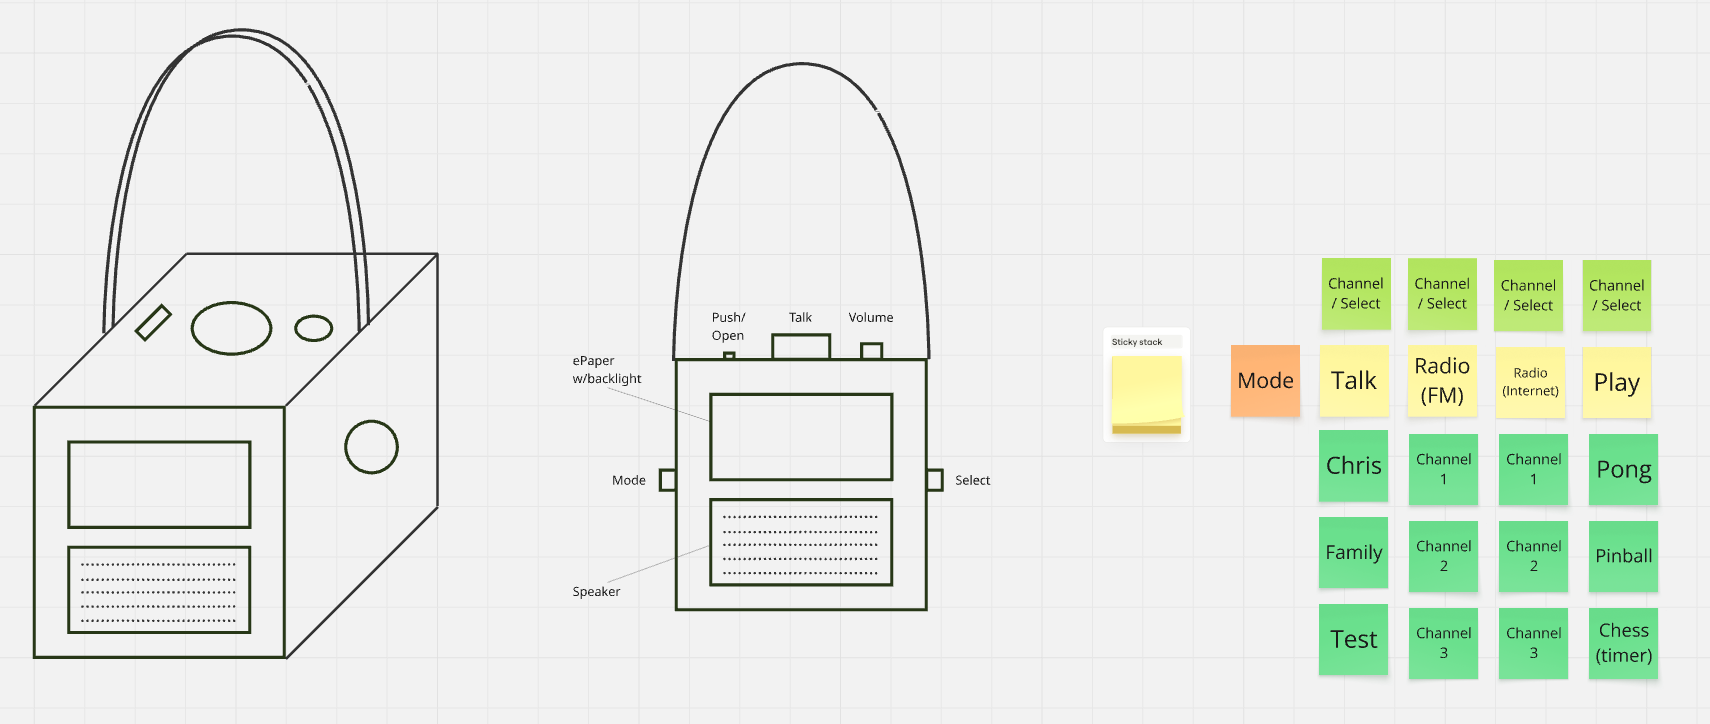 Push/
Open
Talk
Volume
ePaper
w/backlight
Mode
Select
Speaker
Sticky stack
Channel
/ Select
Channel
/ Select
Channel
/ Select
Channel
/ Select
Mode
Talk
Radio
(FM)
Radio
(Internet)
Play
Chris
Channel
1
Channel
1
Pong
Family
Channel
2
Channel
2
Pinball
Test
Channel
3
Channel
3
Chess
(timer)